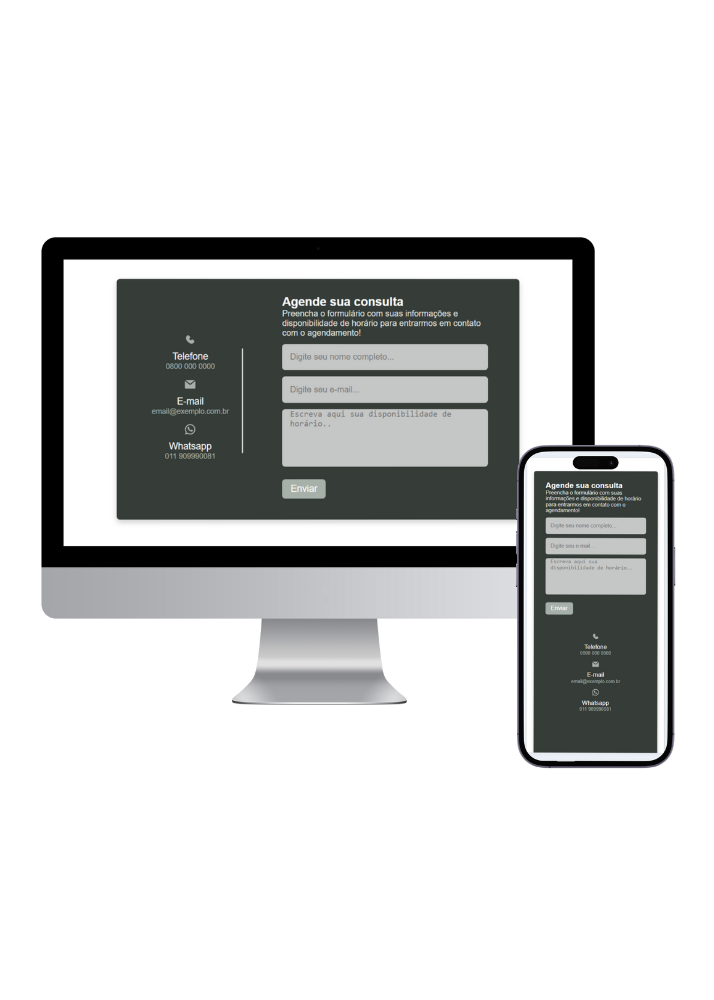 Agende sua consulta
Preencha o formulário com suas informações e
disponibilidade de horário para entrarmos em contato
com o agendamento!
Telefone
0800 000 0000
E-mail
email@exemplo.com.br
Whatsapp
011 909990081
Digite seu nome completo...
Digite seu e-mail...
Escreva aqui sua disponibilidade de
horário..
Enviar
Agende sua consulta
Preencha o formulário com suas
informações e disponibilidade de horário
para entrarmos em contato com o
agendamento!
Digite seu nome completo...
Digite seu e-mail...
Escreva aqui sua
disponibilidade de horário..
Enviar
Telefone
0800 000 0000
E-mail
email@exemplo.com.br
Whatsapp
011 909990081